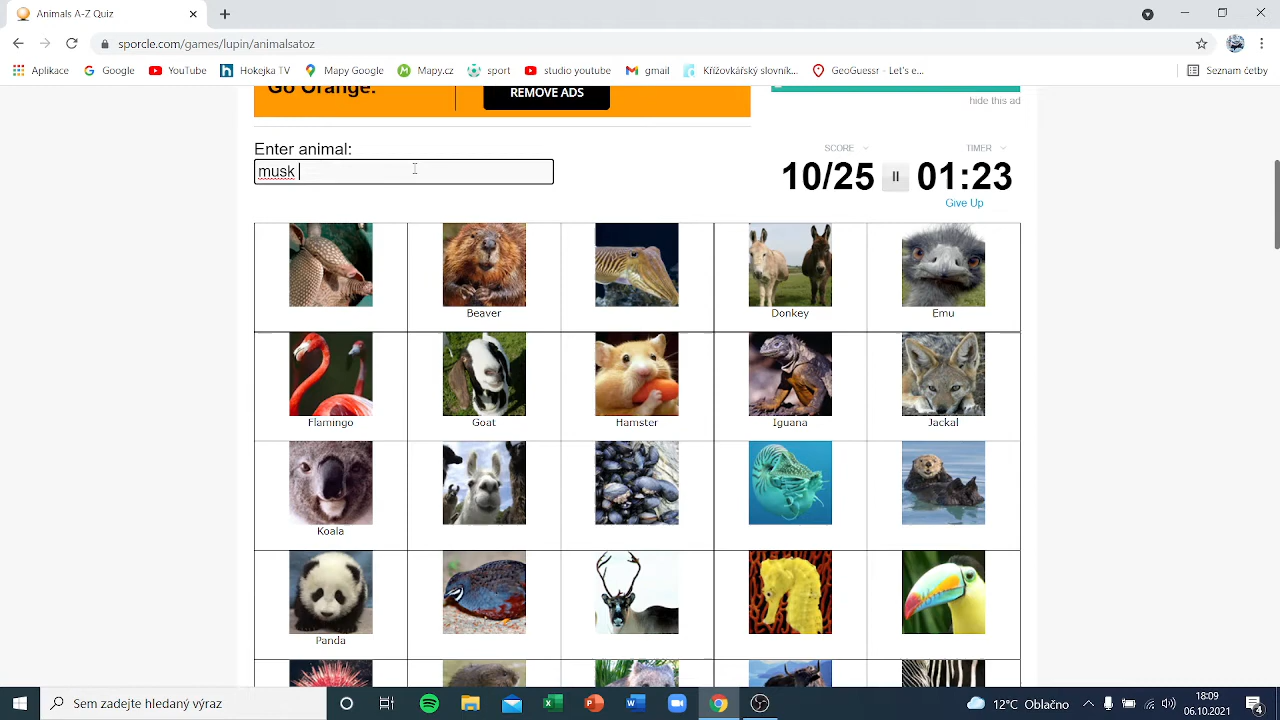 Animals A-Z Quiz
sporcle.com/games/lupin/animalstoz
Aplikace Google YouTube Hokejka TV Mapy Google Mapy.cz sport studio youtube gmail Křížovkářský slovník... GeoGuessr - Let's e... Seznam četby
Go Orange.
REMOVE ADS
hide this ad
Enter animal:
musk
SCORE TIMER
10/25 01:23
Give Up
Beaver Donkey Emu
Flamingo Goat Hamster Iguana Jackal
Koala
Panda
Sem zadejte hledaný výraz
12°C Oblačno
18:09
06.10.2021